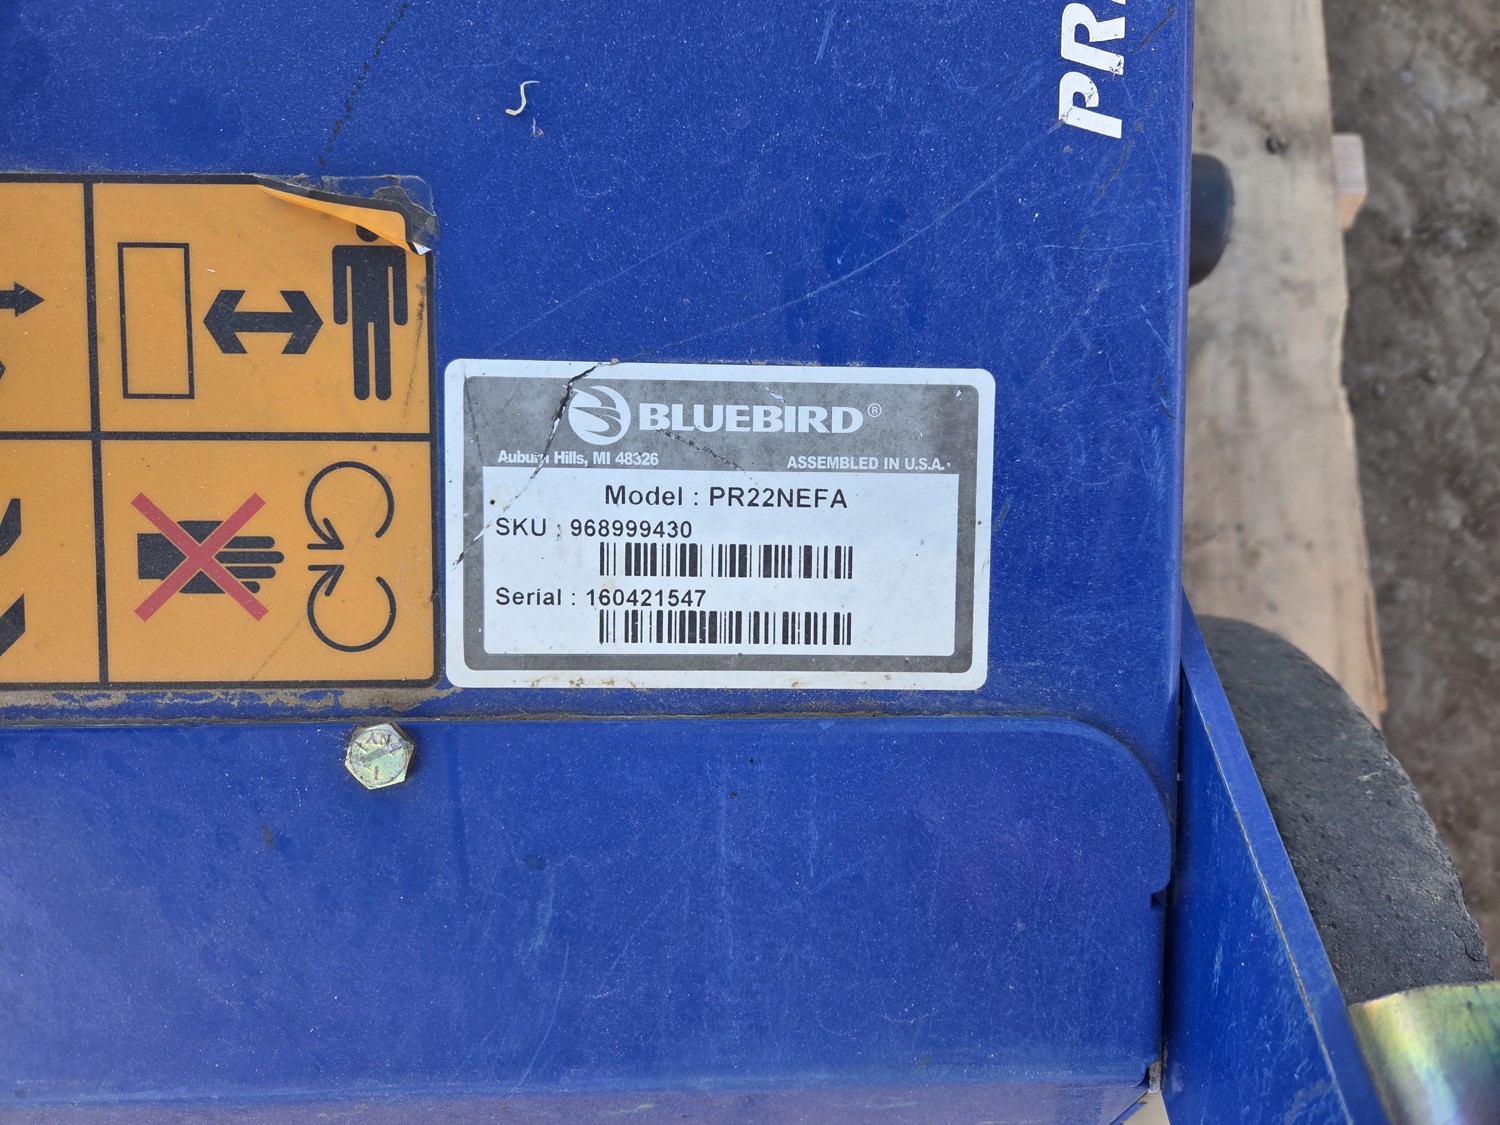 PR
BLUEBIRD®
Auburn Hills, MI 48326
ASSEMBLED IN U.S.A.
Model : PR22NEFA
SKU : 968999430
Serial : 160421547